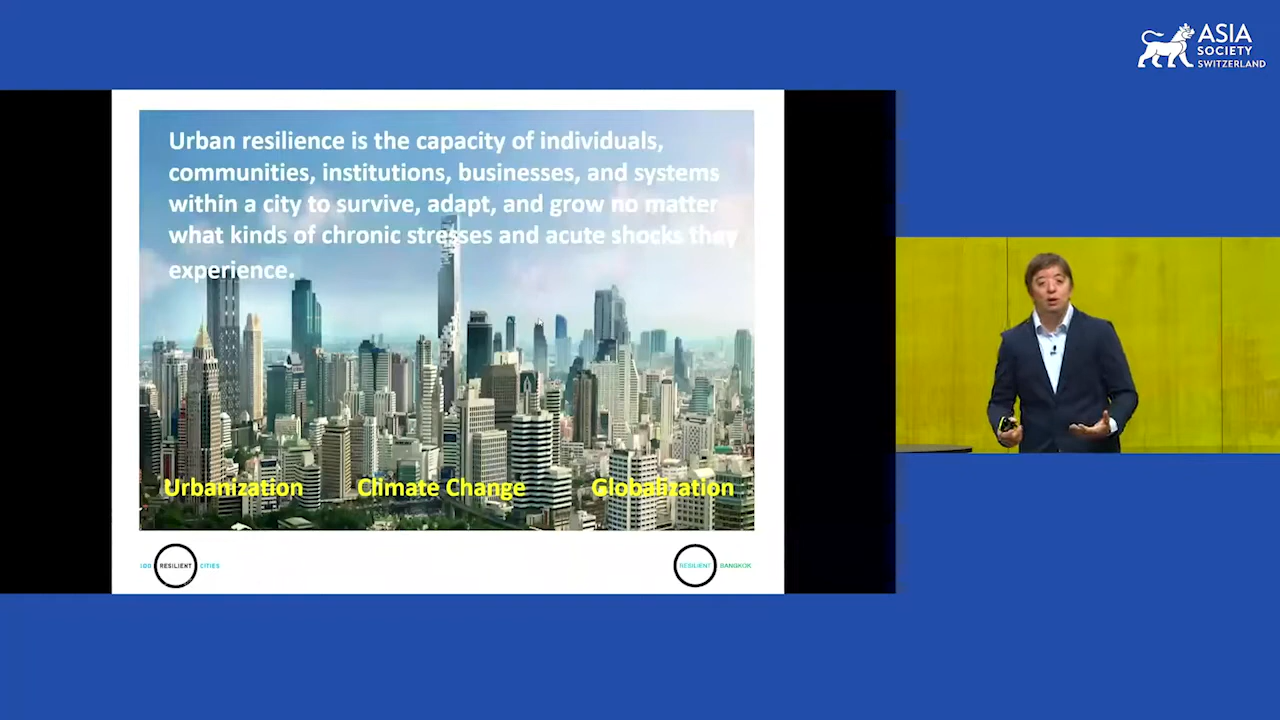 ASIA
SOCIETY
SWITZERLAND
Urban resilience is the capacity of individuals,
communities, institutions, businesses, and systems
within a city to survive, adapt, and grow no matter
what kinds of chronic stresses and acute shocks they
experience.
Urbanization Climate Change Globalization
100 RESILIENT CITIES
RESILIENT BANGKOK